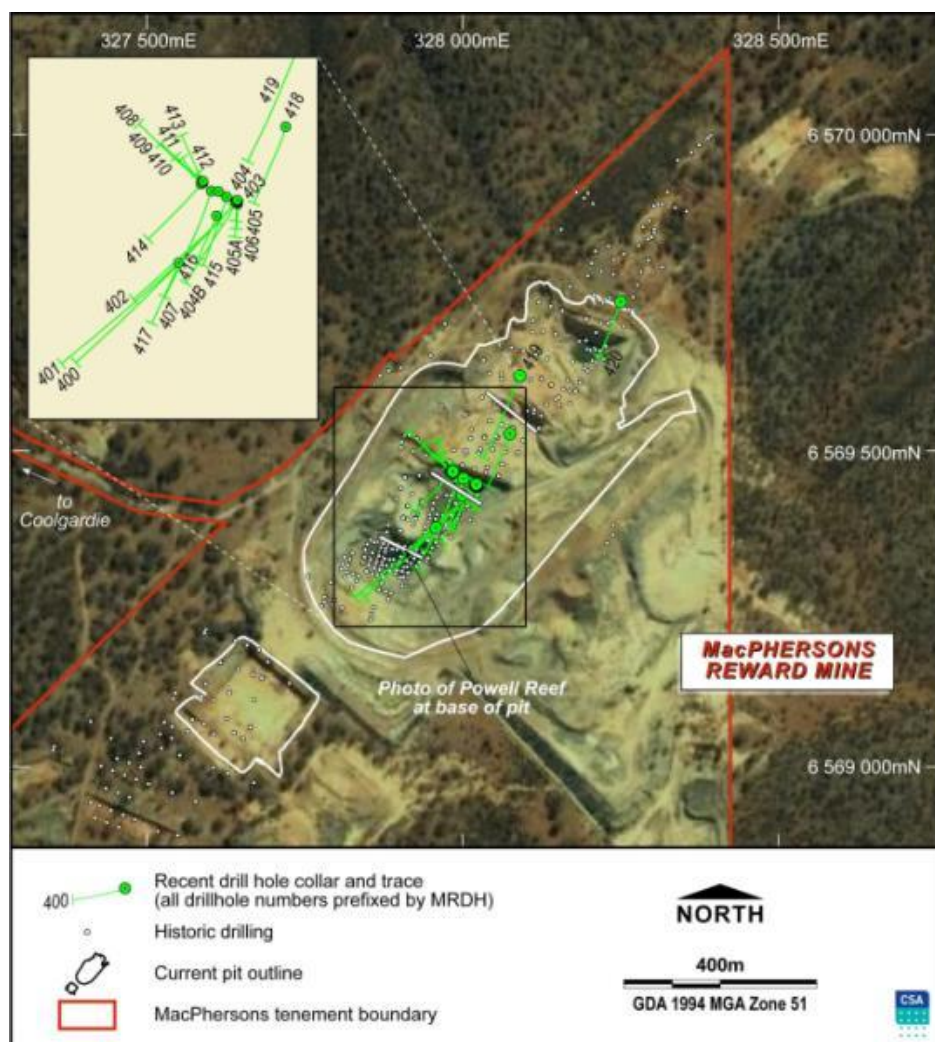 327 500mE
328 000mE
328 500mE
419
418
408
413
411
412
409
410
404
403
414
416
415
405
406
405A
404B
402
407
417
401
400
6 570 000mN
419
420
6 569 500mN
to
Coolgardie
MacPHERSONS
REWARD MINE
Photo of Powell Reef
at base of pit
6 569 000mN
400
Recent drill hole collar and trace
(all drillhole numbers prefixed by MRDH)
Historic drilling
Current pit outline
MacPhersons tenement boundary
NORTH
400m
GDA 1994 MGA Zone 51
CSA